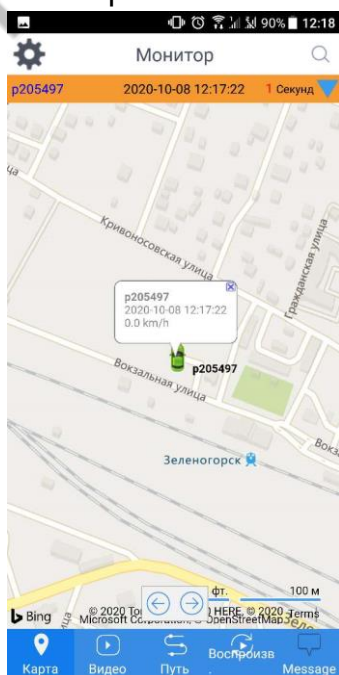 90% 12:18
Монитор
p205497 2020-10-08 12:17:22 1 Секунд
Кривоносовская улица
Гражданская улица
p205497
2020-10-08 12:17:22
0.0 km/h
p205497
Вокзальная улица
Зеленогорск
фт. 100 м
Bing © 2020 To HERE, © 2020 Terms
Microsoft Corporation, © OpenStreetMap
Карта Видео Путь Воспроизв Message